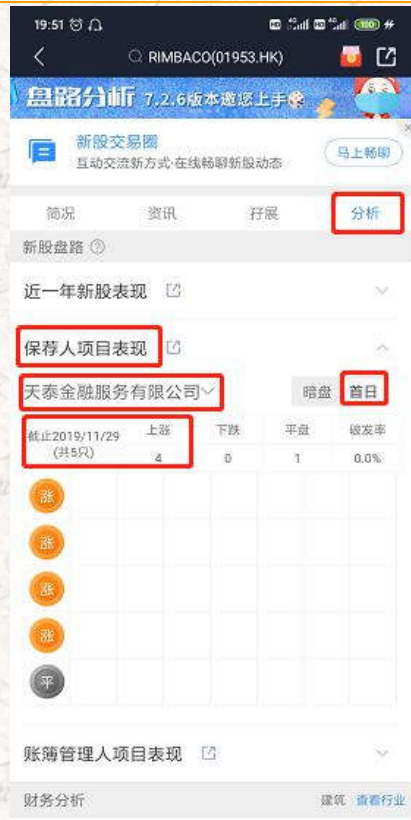 19:51
100
RIMBACO(01953.HK)
盘路分析 7.2.6版本邀您上手
新股交易圈
互动交流新方式·在线畅聊新股动态
马上畅聊
简况 资讯 孖展 分析
新股盘路
近一年新股表现
保荐人项目表现
天泰金融服务有限公司 暗盘 首日
截止2019/11/29 (共5只) 上涨 下跌 平盘 破发率
4 0 1 0.0%
涨
涨
涨
涨
平
账簿管理人项目表现
财务分析 建筑 查看行业